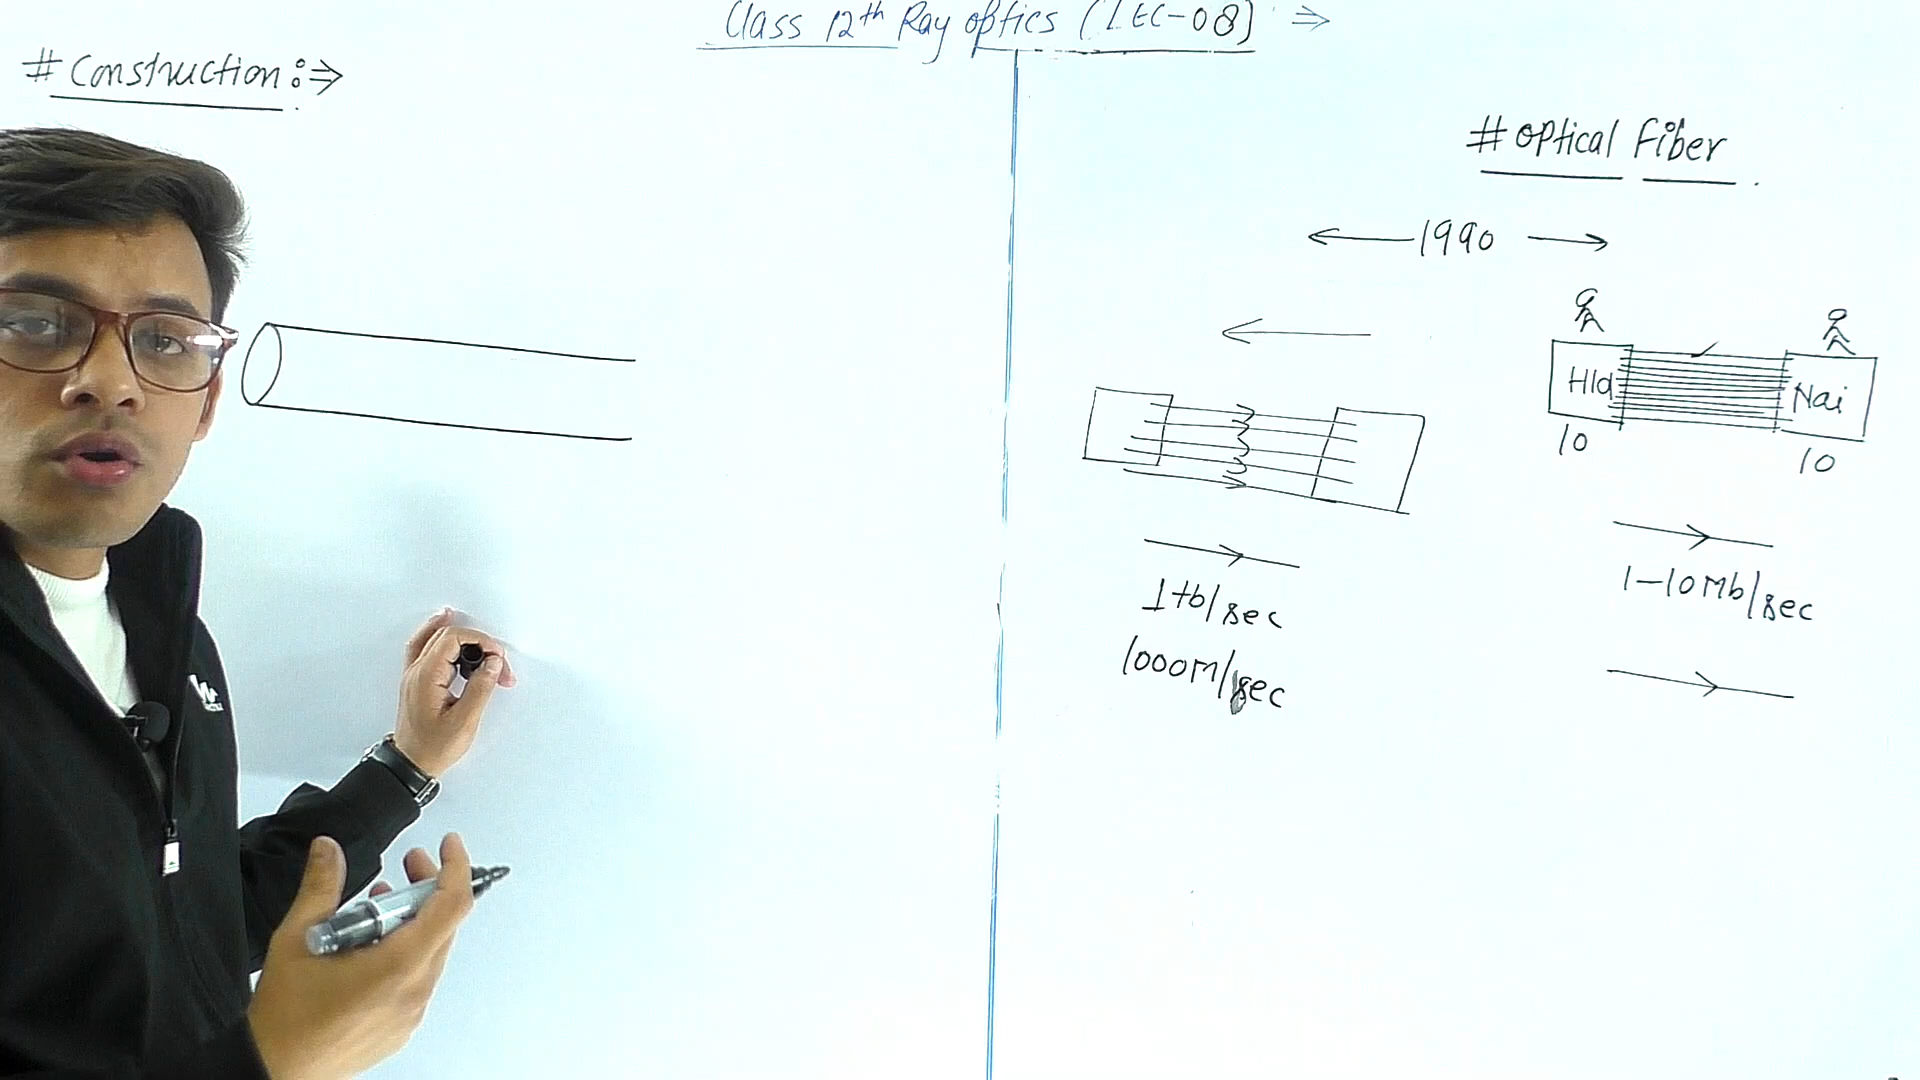 Class 12th Ray optics (LEC-08) ⇒
# Construction :⇒
# Optical Fiber
1990
Hld
Nai
10
10
1tb/sec
1000M/sec
1-10Mb/sec